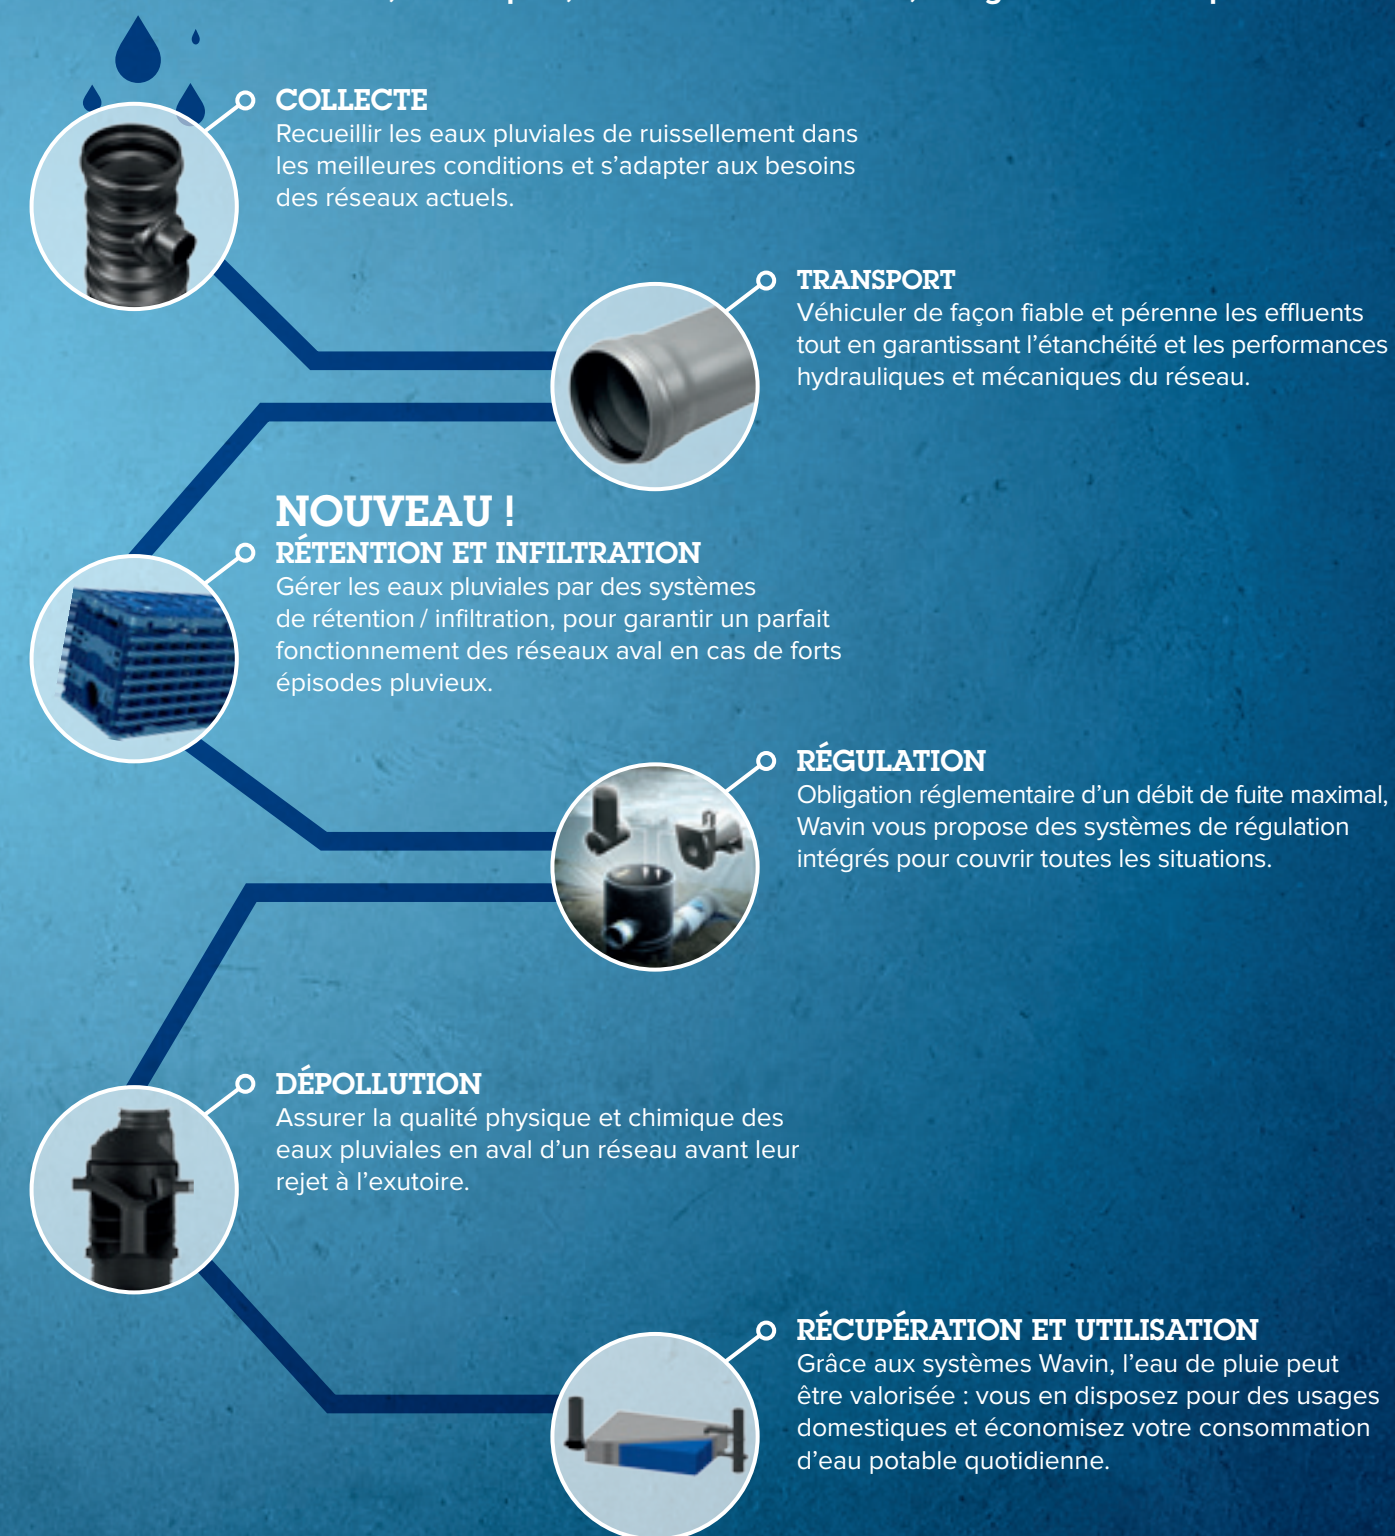 COLLECTE
Recueillir les eaux pluviales de ruissellement dans
les meilleures conditions et s’adapter aux besoins
des réseaux actuels.
TRANSPORT
Véhiculer de façon fiable et pérenne les effluents
tout en garantissant l’étanchéité et les performances
hydrauliques et mécaniques du réseau.
NOUVEAU !
RÉTENTION ET INFILTRATION
Gérer les eaux pluviales par des systèmes
de rétention / infiltration, pour garantir un parfait
fonctionnement des réseaux aval en cas de forts
épisodes pluvieux.
RÉGULATION
Obligation réglementaire d’un débit de fuite maximal,
Wavin vous propose des systèmes de régulation
intégrés pour couvrir toutes les situations.
DÉPOLLUTION
Assurer la qualité physique et chimique des
eaux pluviales en aval d’un réseau avant leur
rejet à l’exutoire.
RÉCUPÉRATION ET UTILISATION
Grâce aux systèmes Wavin, l’eau de pluie peut
être valorisée : vous en disposez pour des usages
domestiques et économisez votre consommation
d’eau potable quotidienne.